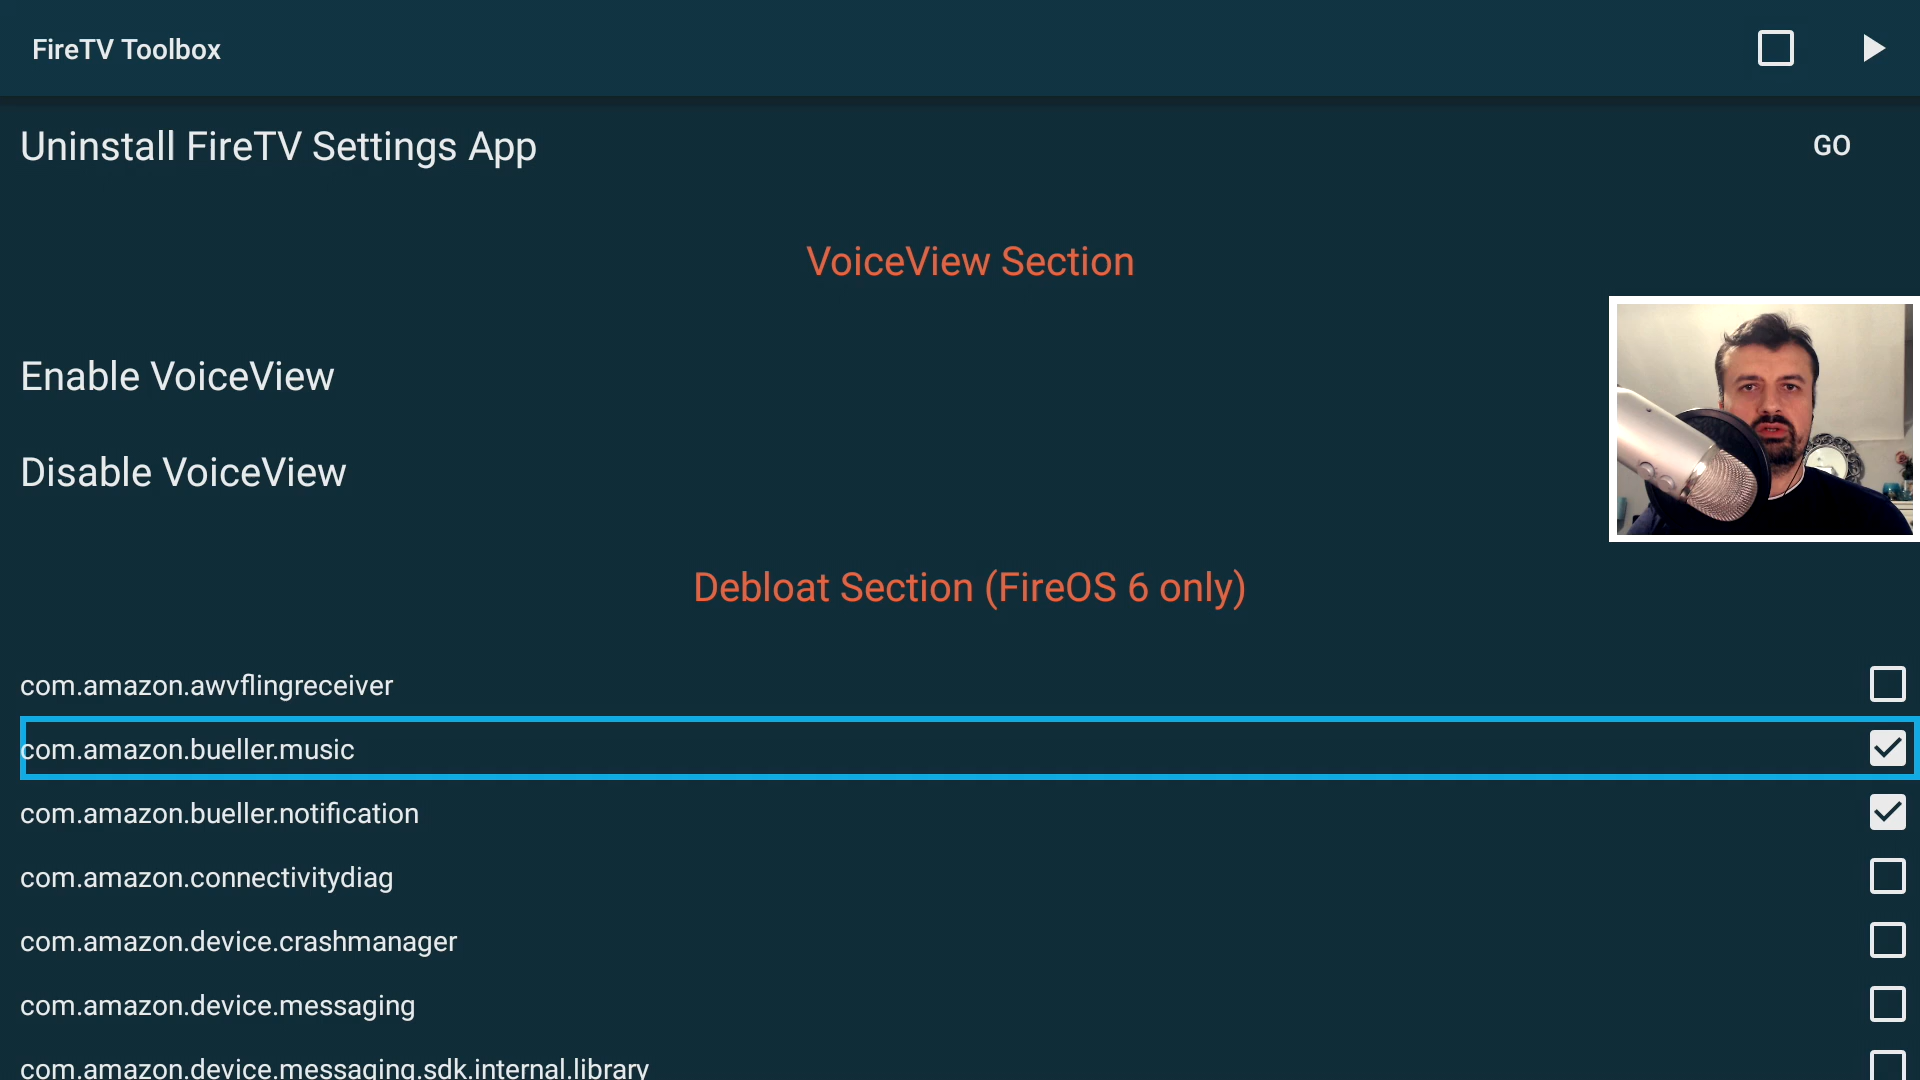 FireTV Toolbox
Uninstall FireTV Settings App GO
VoiceView Section
Enable VoiceView
Disable VoiceView
Debloat Section (FireOS 6 only)
com.amazon.awvflingreceiver
com.amazon.bueller.music
com.amazon.bueller.notification
com.amazon.connectivitydiag
com.amazon.device.crashmanager
com.amazon.device.messaging
com.amazon.device.messaging.sdk.internal.library